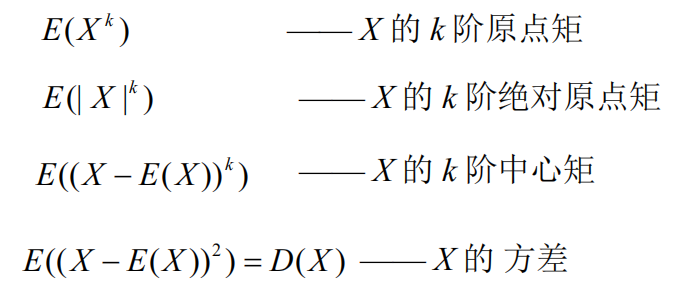 E(X^k) —— X 的 k 阶原点矩
E(| X |^k) —— X 的 k 阶绝对原点矩
E((X − E(X))^k) —— X 的 k 阶中心矩
E((X − E(X))^2) = D(X) —— X 的 方差